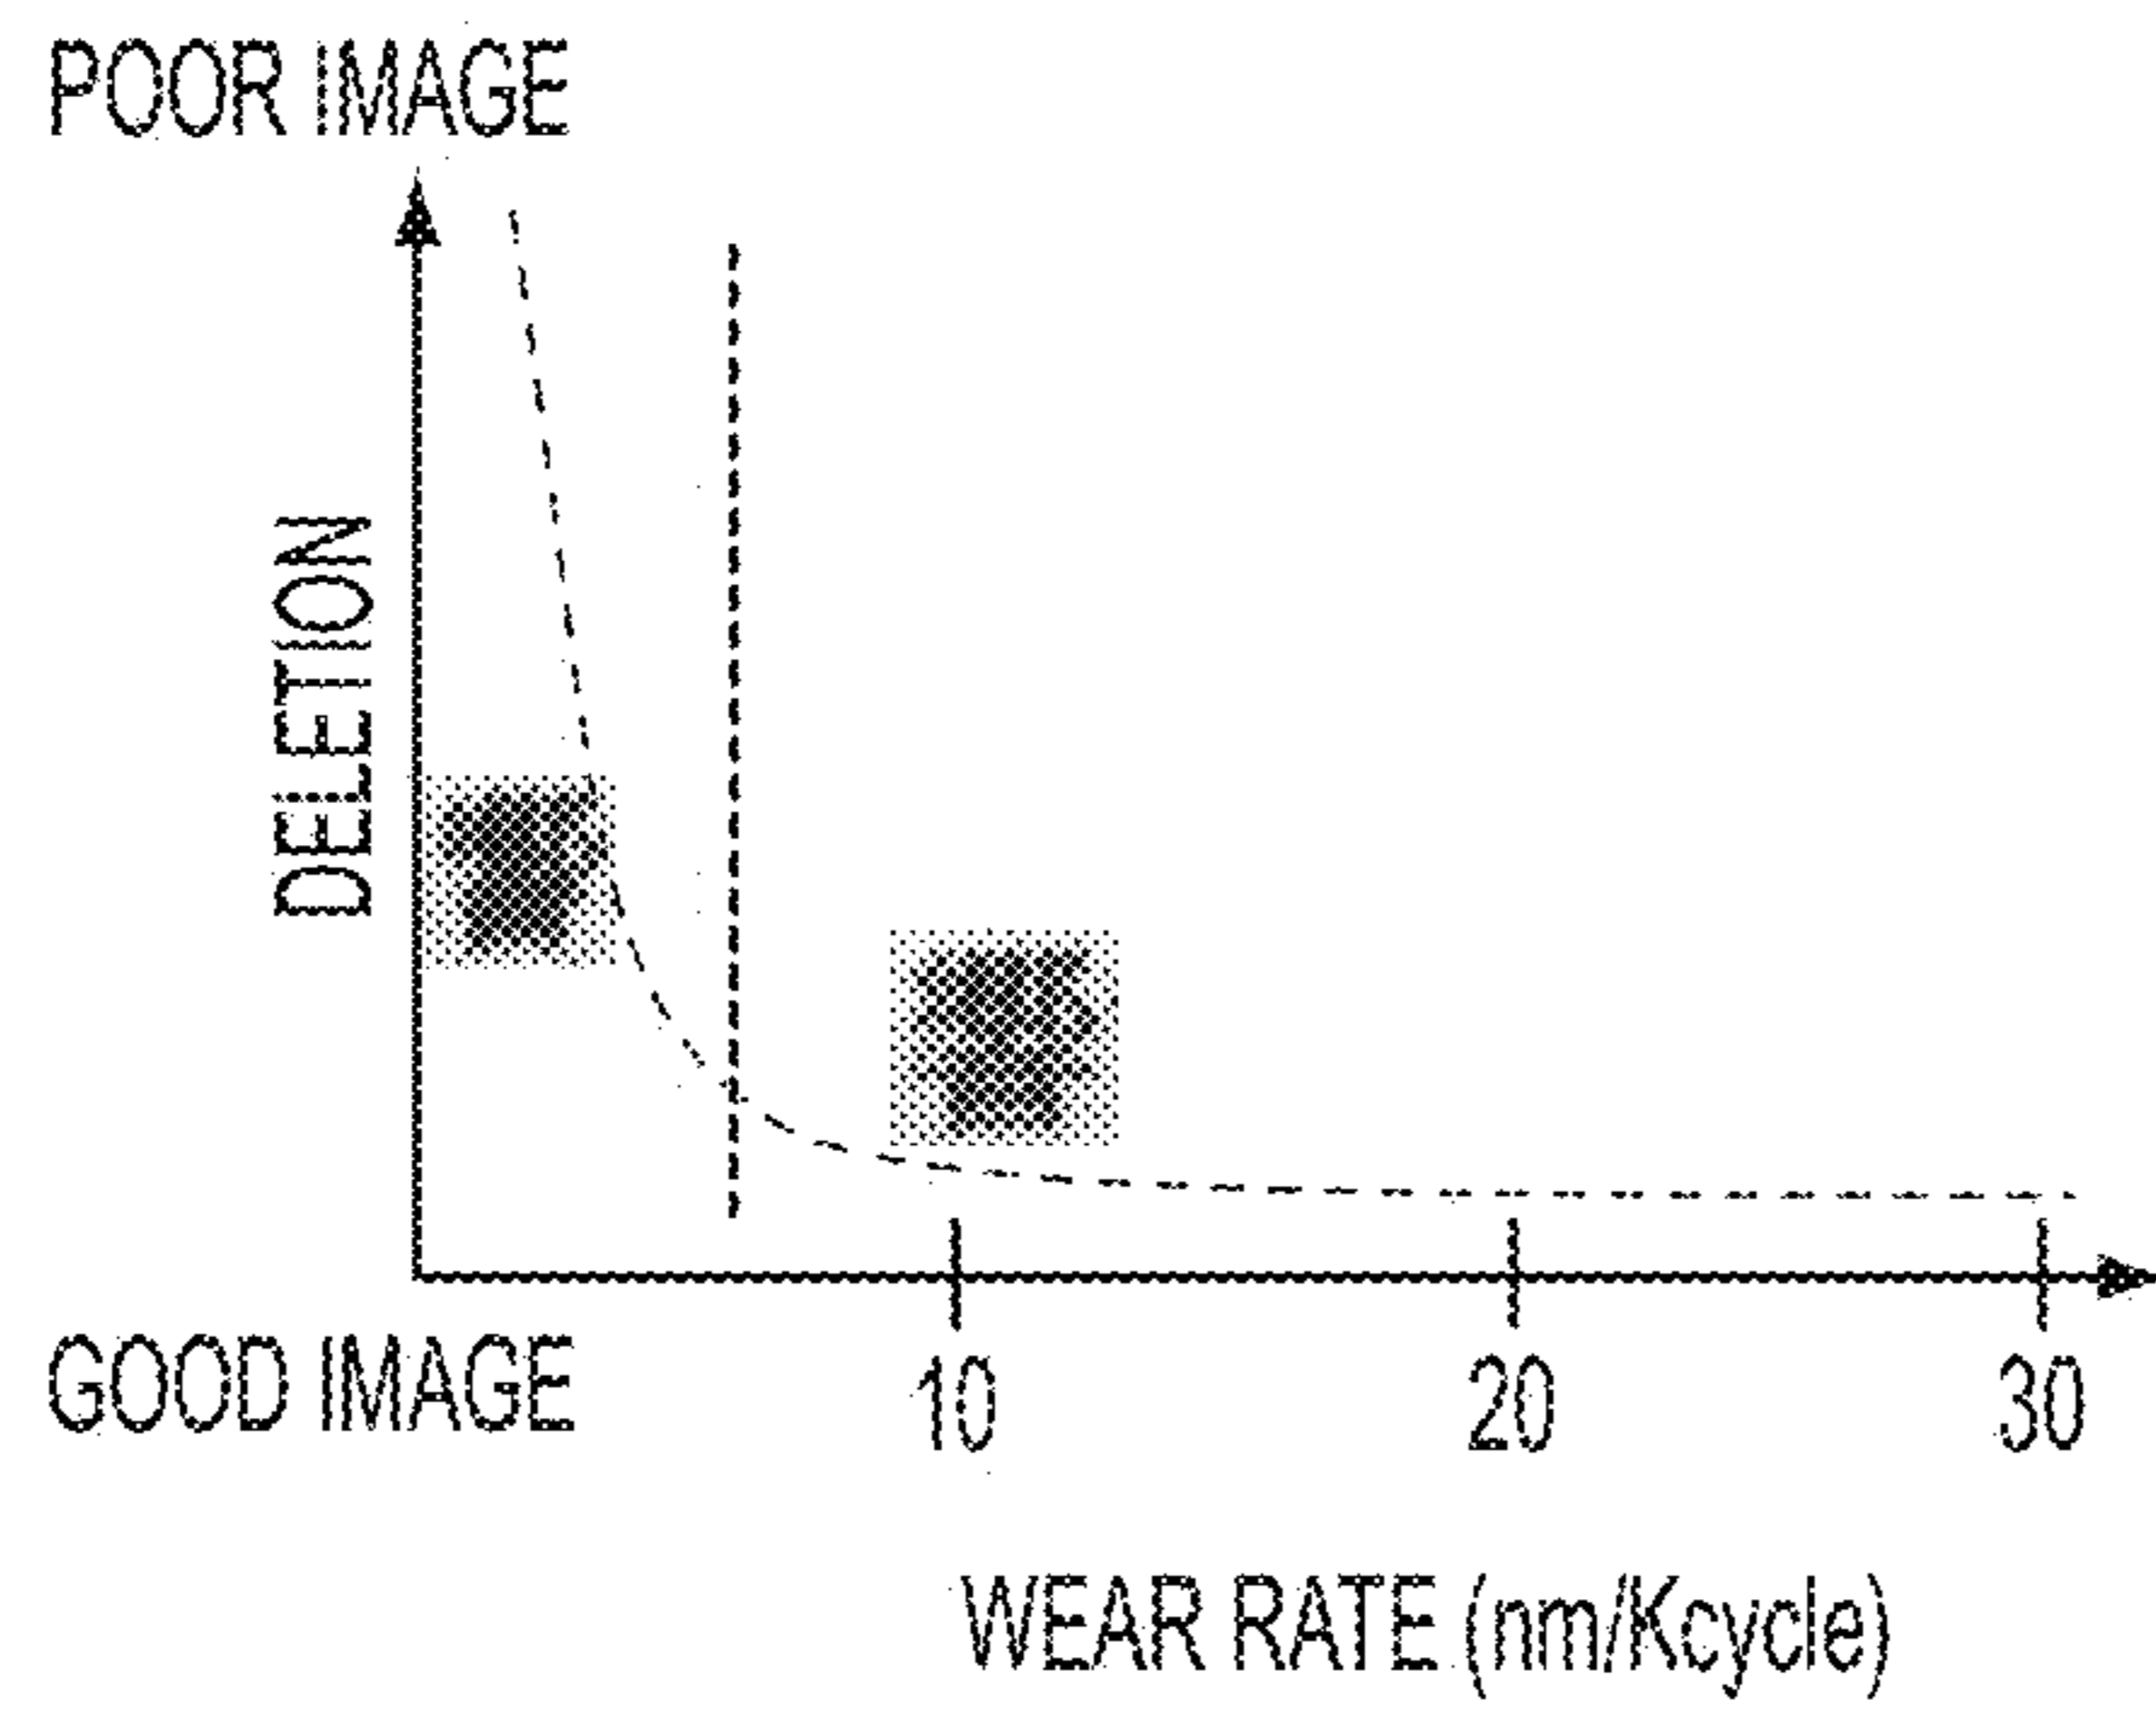 POOR IMAGE
DELETION
GOOD IMAGE
10
20
30
WEAR RATE (nm/Kcycle)